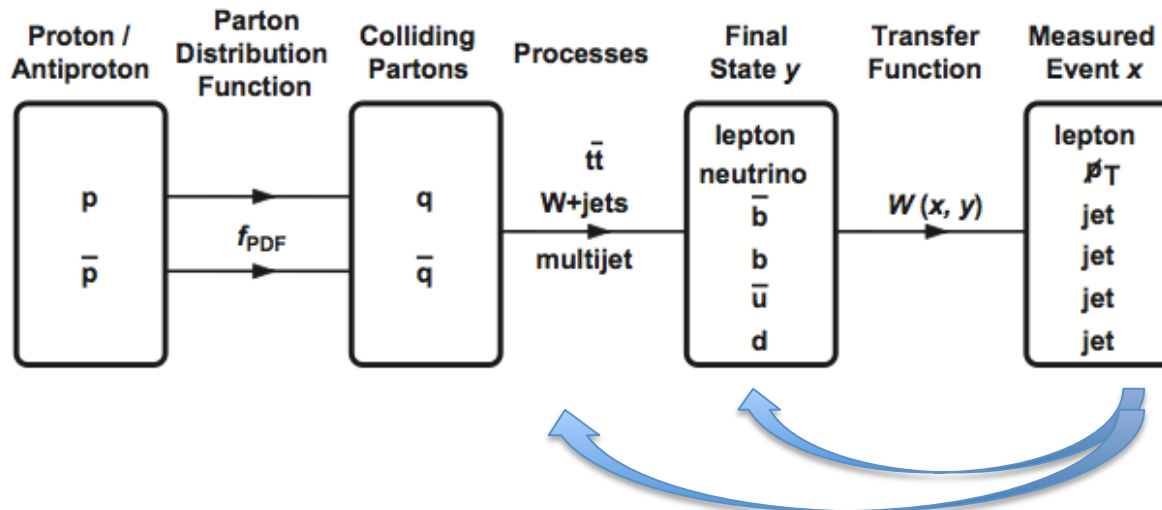 Proton /
Antiproton
Parton
Distribution
Function
Colliding
Partons
Processes
Final
State y
Transfer
Function
Measured
Event x
p
p̅
f_PDF
q
q̅
tt̅
W+jets
multijet
lepton
neutrino
b̅
b
u̅
d
W (x, y)
lepton
p̸_T
jet
jet
jet
jet